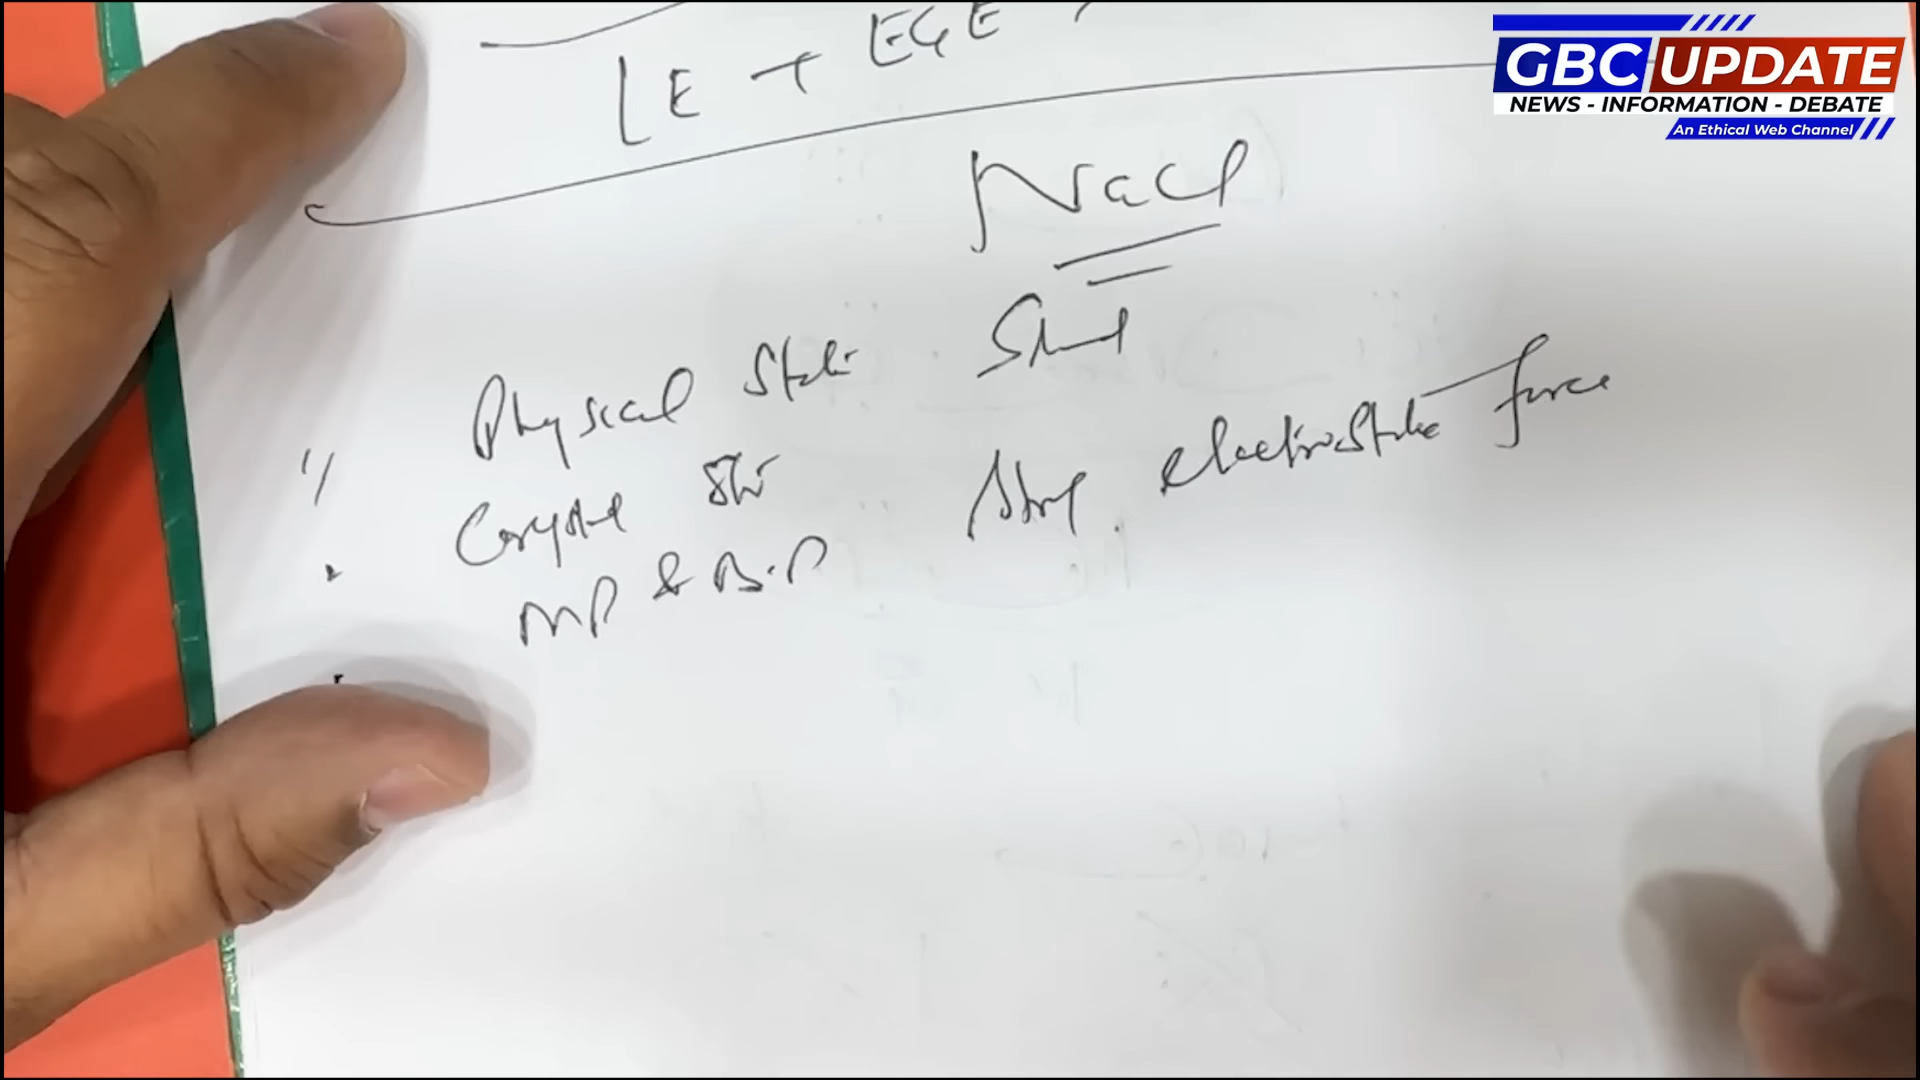 IE + EGE
GBC UPDATE
NEWS - INFORMATION - DEBATE
An Ethical Web Channel
NaCl
Physical State Solid
Crystal Str Strong electrostatic force
MP & B.P